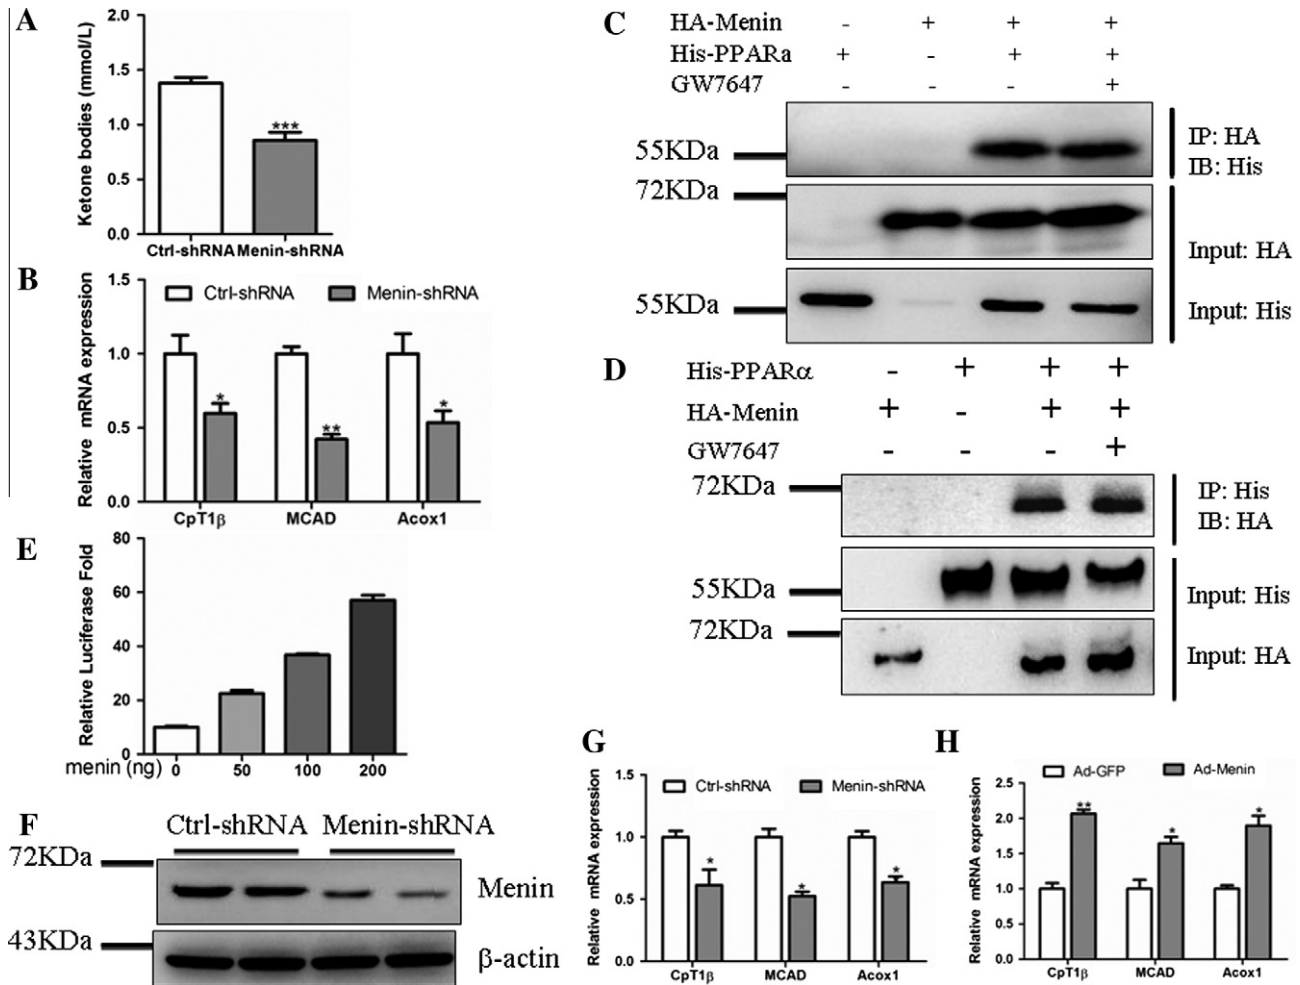 A
Ketone bodies (mmol/L)
2.0
1.5
1.0
0.5
0.0
***
Ctrl-shRNA Menin-shRNA
B
Relative mRNA expression
1.5
1.0
0.5
0.0
Ctrl-shRNA Menin-shRNA
* ** *
CpT1β MCAD Acox1
C
HA-Menin - + + +
His-PPARa + - + +
GW7647 - - - +
55KDa
IP: HA
IB: His
72KDa
Input: HA
55KDa
Input: His
D
His-PPARα - + + +
HA-Menin + - + +
GW7647 - - - +
72KDa
IP: His
IB: HA
55KDa
Input: His
72KDa
Input: HA
E
Relative Luciferase Fold
80
60
40
20
0
menin (ng) 0 50 100 200
F
Ctrl-shRNA Menin-shRNA
72KDa
Menin
43KDa
β-actin
G
Relative mRNA expression
1.5
1.0
0.5
0.0
Ctrl-shRNA Menin-shRNA
* * *
CpT1β MCAD Acox1
H
Relative mRNA expression
2.5
2.0
1.5
1.0
0.5
0.0
Ad-GFP Ad-Menin
** * *
CpT1β MCAD Acox1